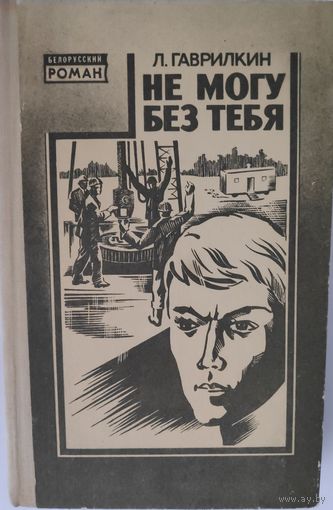 БЕЛОРУССКИЙ
РОМАН
Л. ГАВРИЛКИН
НЕ МОГУ
БЕЗ ТЕБЯ
www.ay.by